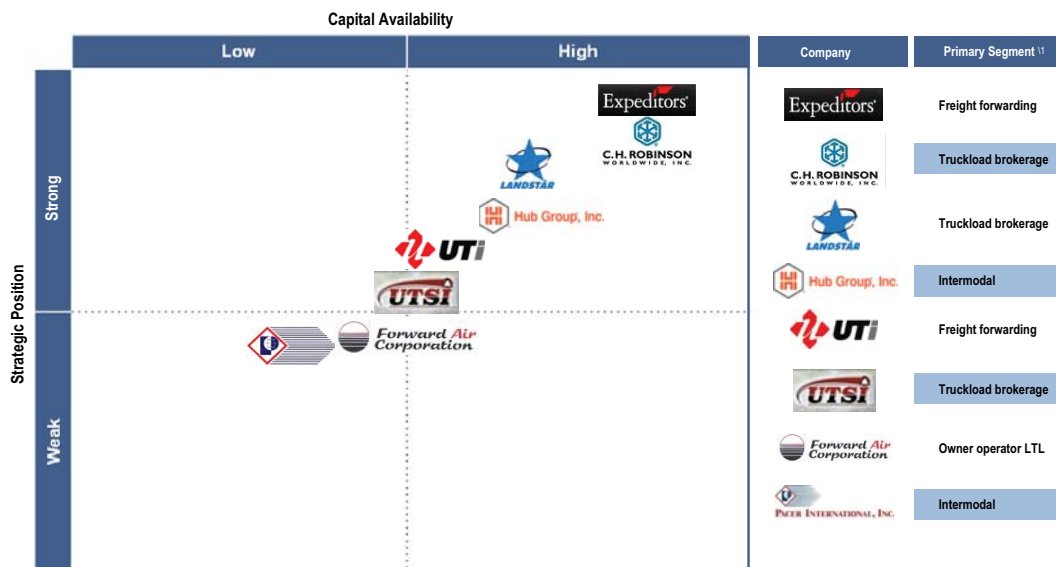 Capital Availability
Low
High
Company
Primary Segment \1
Strategic Position
Strong
Weak
Expeditors
C.H. ROBINSON
WORLDWIDE, INC.
LANDSTAR
Hub Group, Inc.
UTi
UTSI
Forward Air
Corporation
Expeditors
Freight forwarding
C.H. ROBINSON
WORLDWIDE, INC.
Truckload brokerage
LANDSTAR
Truckload brokerage
Hub Group, Inc.
Intermodal
UTi
Freight forwarding
UTSI
Truckload brokerage
Forward Air
Corporation
Owner operator LTL
PACER INTERNATIONAL, INC.
Intermodal